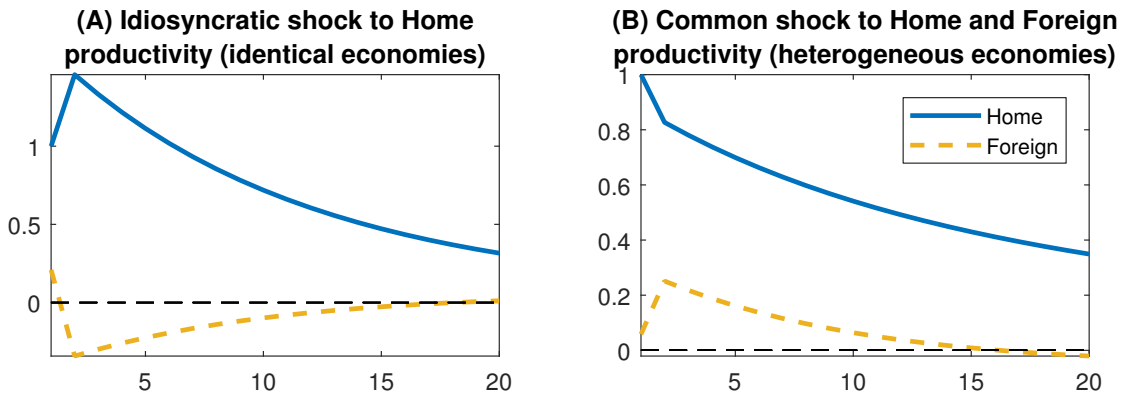 (A) Idiosyncratic shock to Home
productivity (identical economies)
1
0.5
0
5
10
15
20
(B) Common shock to Home and Foreign
productivity (heterogeneous economies)
1
0.8
0.6
0.4
0.2
0
Home
Foreign
5
10
15
20